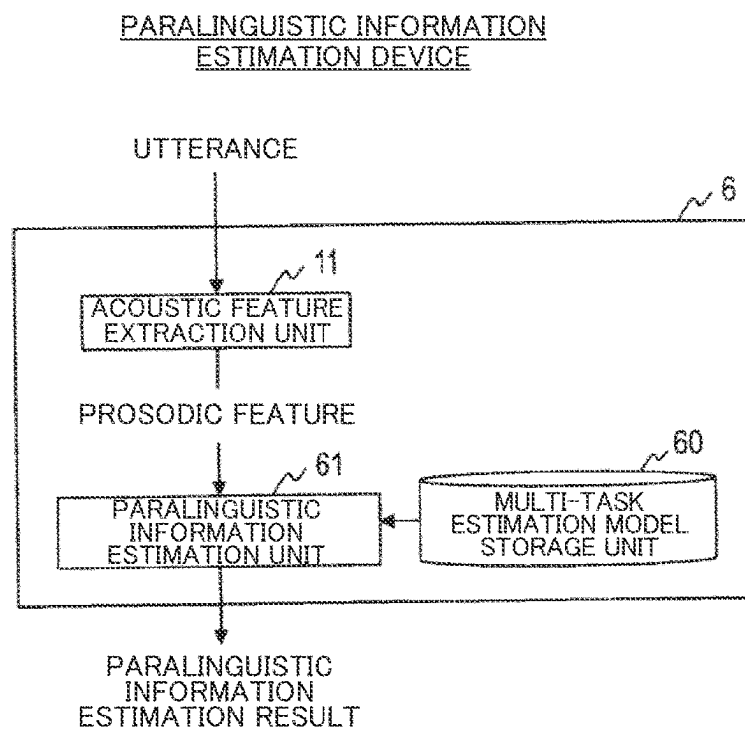 PARALINGUISTIC INFORMATION
ESTIMATION DEVICE
UTTERANCE
6
11
ACOUSTIC FEATURE
EXTRACTION UNIT
PROSODIC FEATURE
61
PARALINGUISTIC
INFORMATION
ESTIMATION UNIT
60
MULTI-TASK
ESTIMATION MODEL
STORAGE UNIT
PARALINGUISTIC
INFORMATION
ESTIMATION RESULT